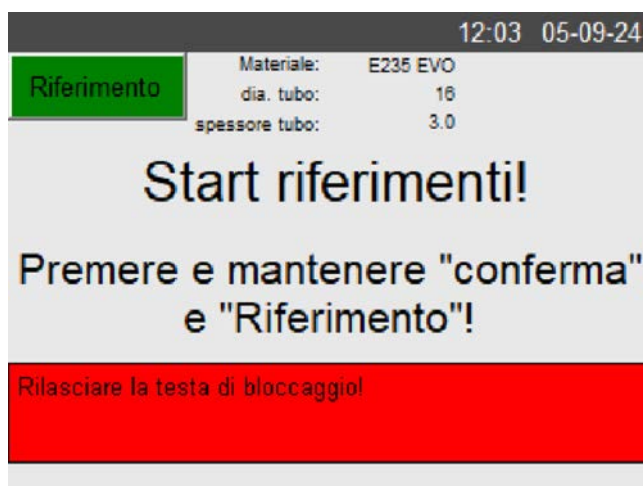 12:03 05-09-24
Riferimento
Materiale: E235 EVO
dia. tubo: 16
spessore tubo: 3.0
Start riferimenti!
Premere e mantenere "conferma"
e "Riferimento"!
Rilasciare la testa di bloccaggio!